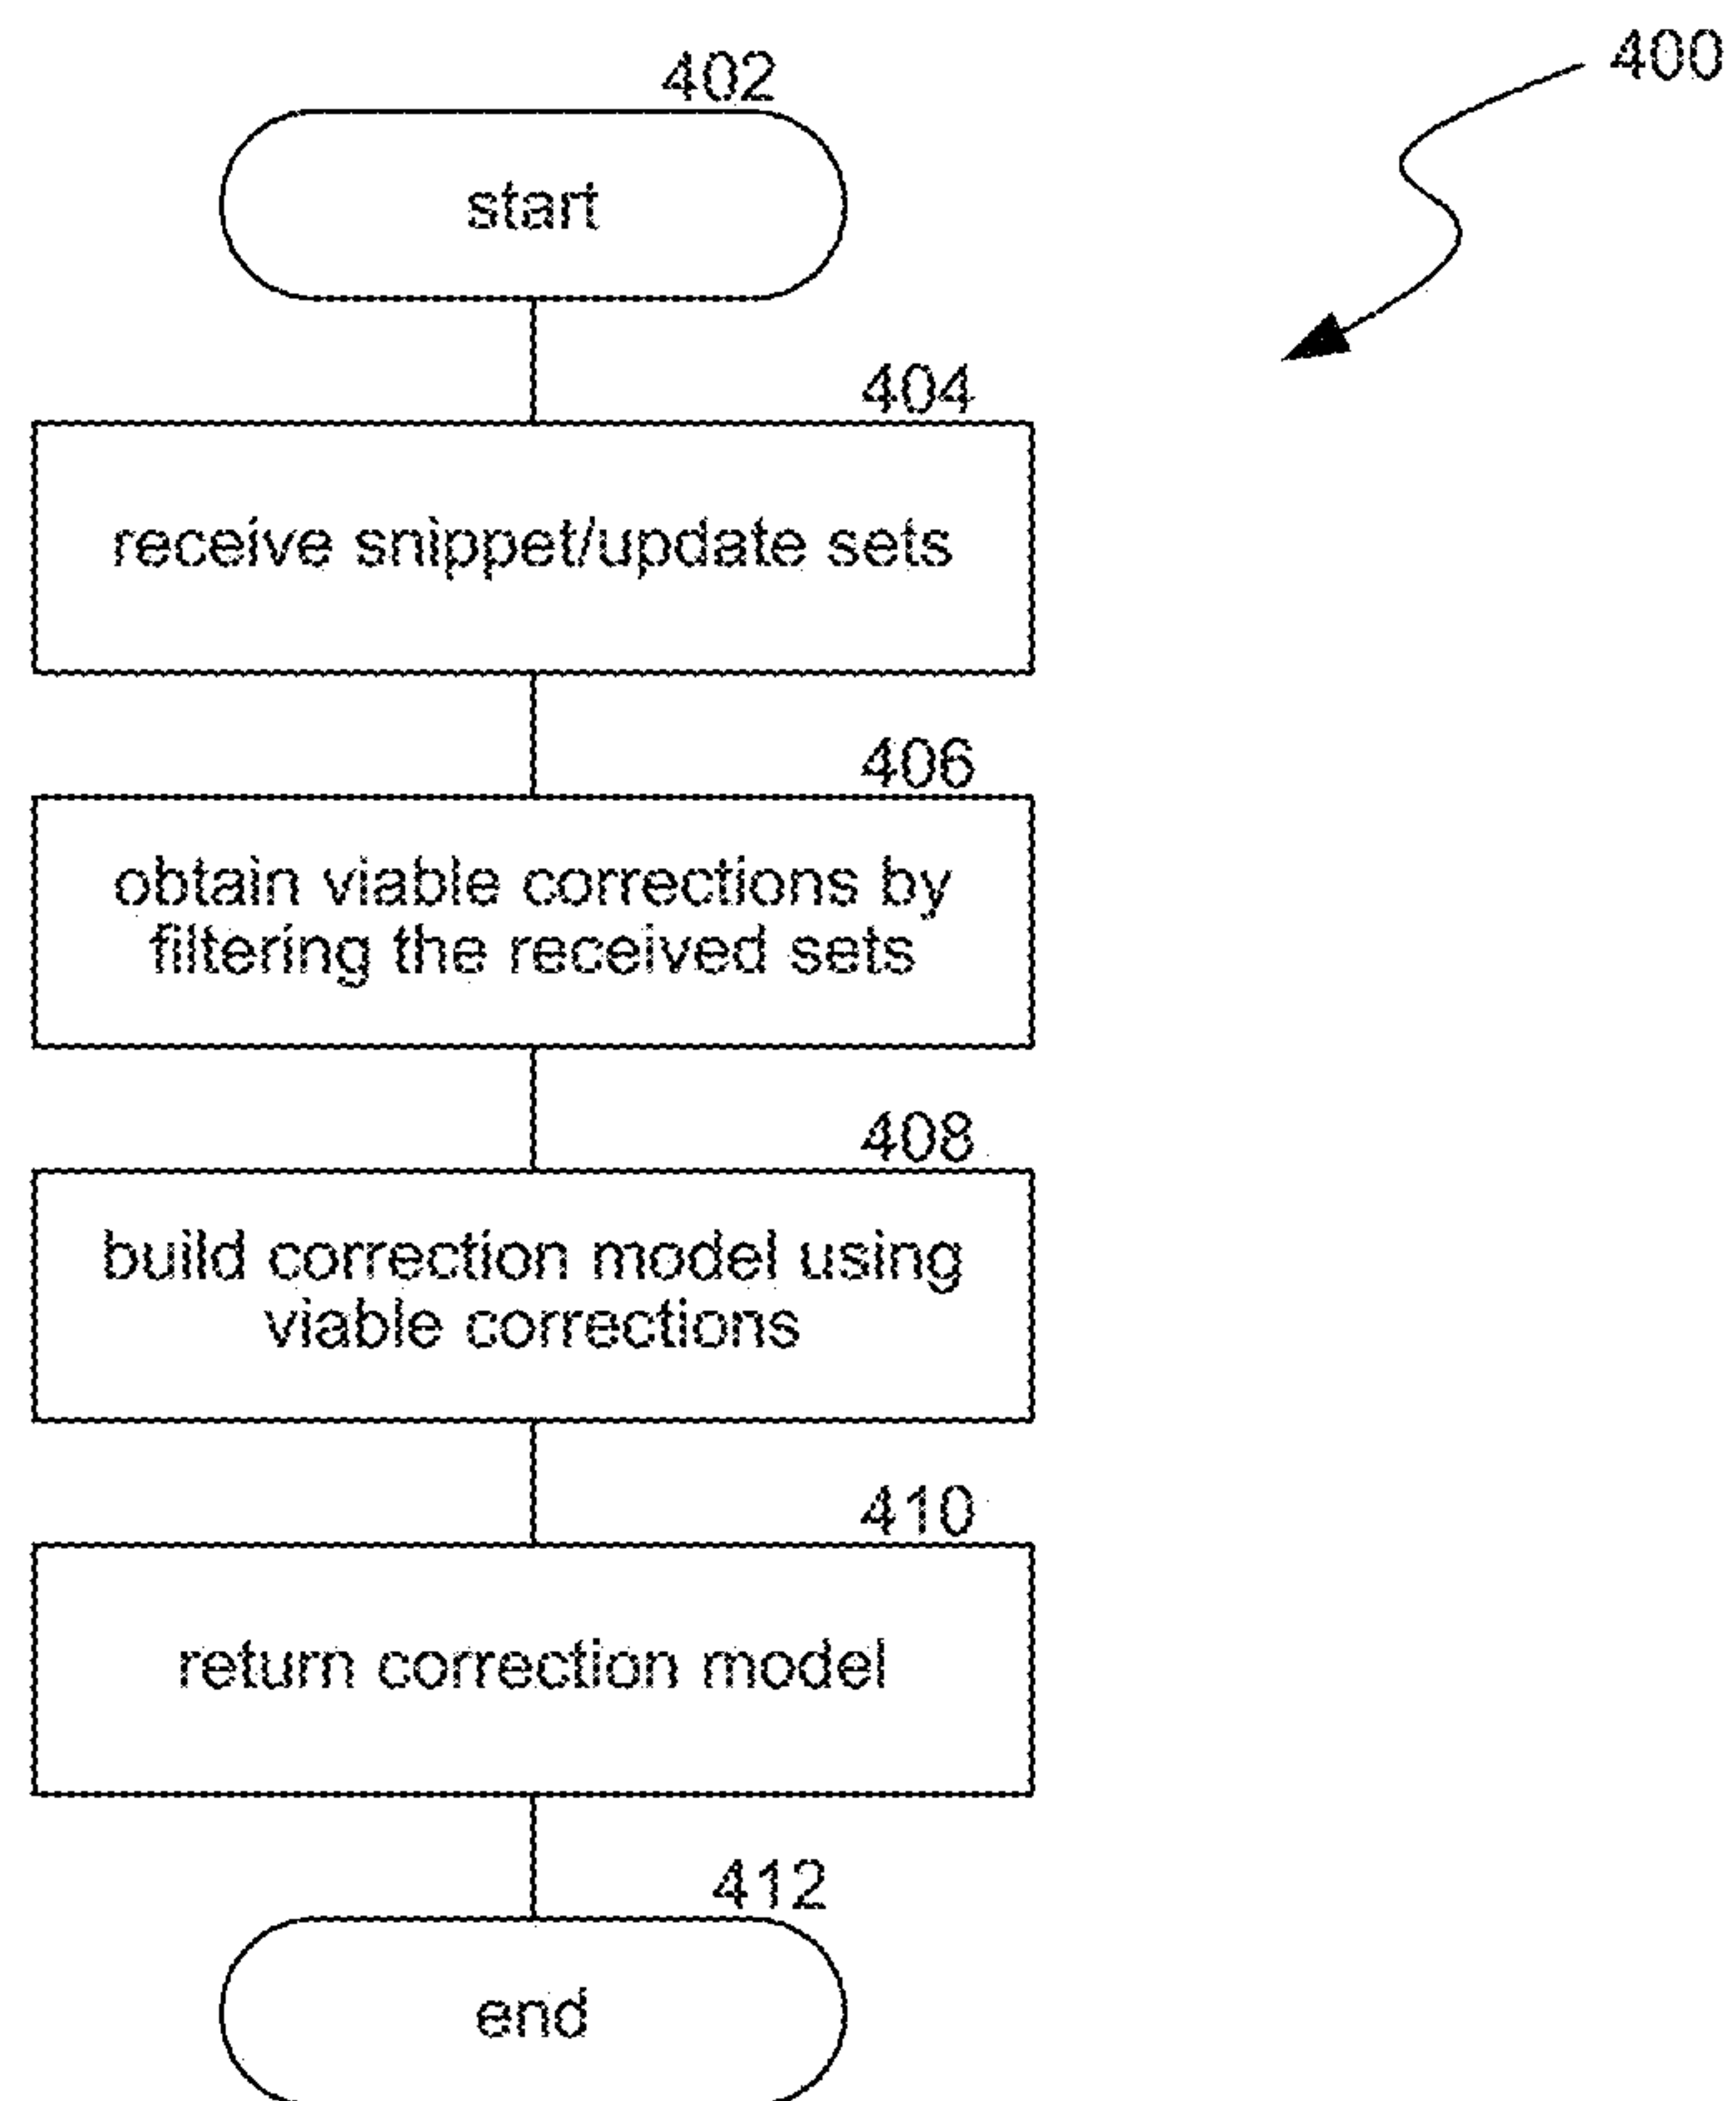 400
402
start
404
receive snippet/update sets
406
obtain viable corrections by
filtering the received sets
408
build correction model using
viable corrections
410
return correction model
412
end